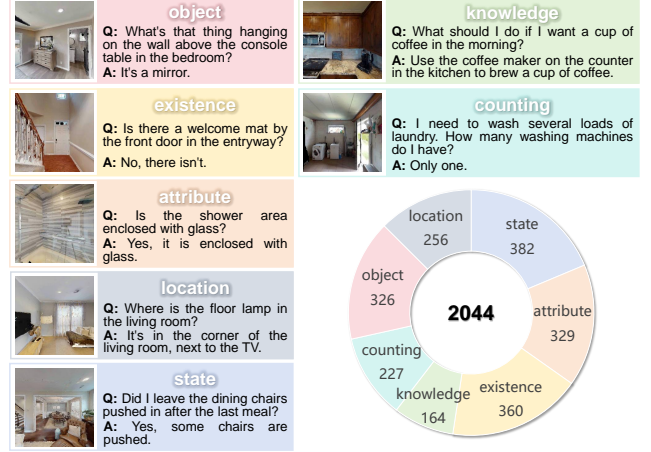 object
Q: What's that thing hanging
on the wall above the console
table in the bedroom?
A: It's a mirror.
existence
Q: Is there a welcome mat by
the front door in the entryway?
A: No, there isn't.
attribute
Q: Is the shower area
enclosed with glass?
A: Yes, it is enclosed with
glass.
location
Q: Where is the floor lamp in
the living room?
A: It's in the corner of the
living room, next to the TV.
state
Q: Did I leave the dining chairs
pushed in after the last meal?
A: Yes, some chairs are
pushed.
knowledge
Q: What should I do if I want a cup of
coffee in the morning?
A: Use the coffee maker on the counter
in the kitchen to brew a cup of coffee.
counting
Q: I need to wash several loads of
laundry. How many washing machines
do I have?
A: Only one.
location
256
state
382
object
326
attribute
329
2044
counting
227
knowledge
164
existence
360